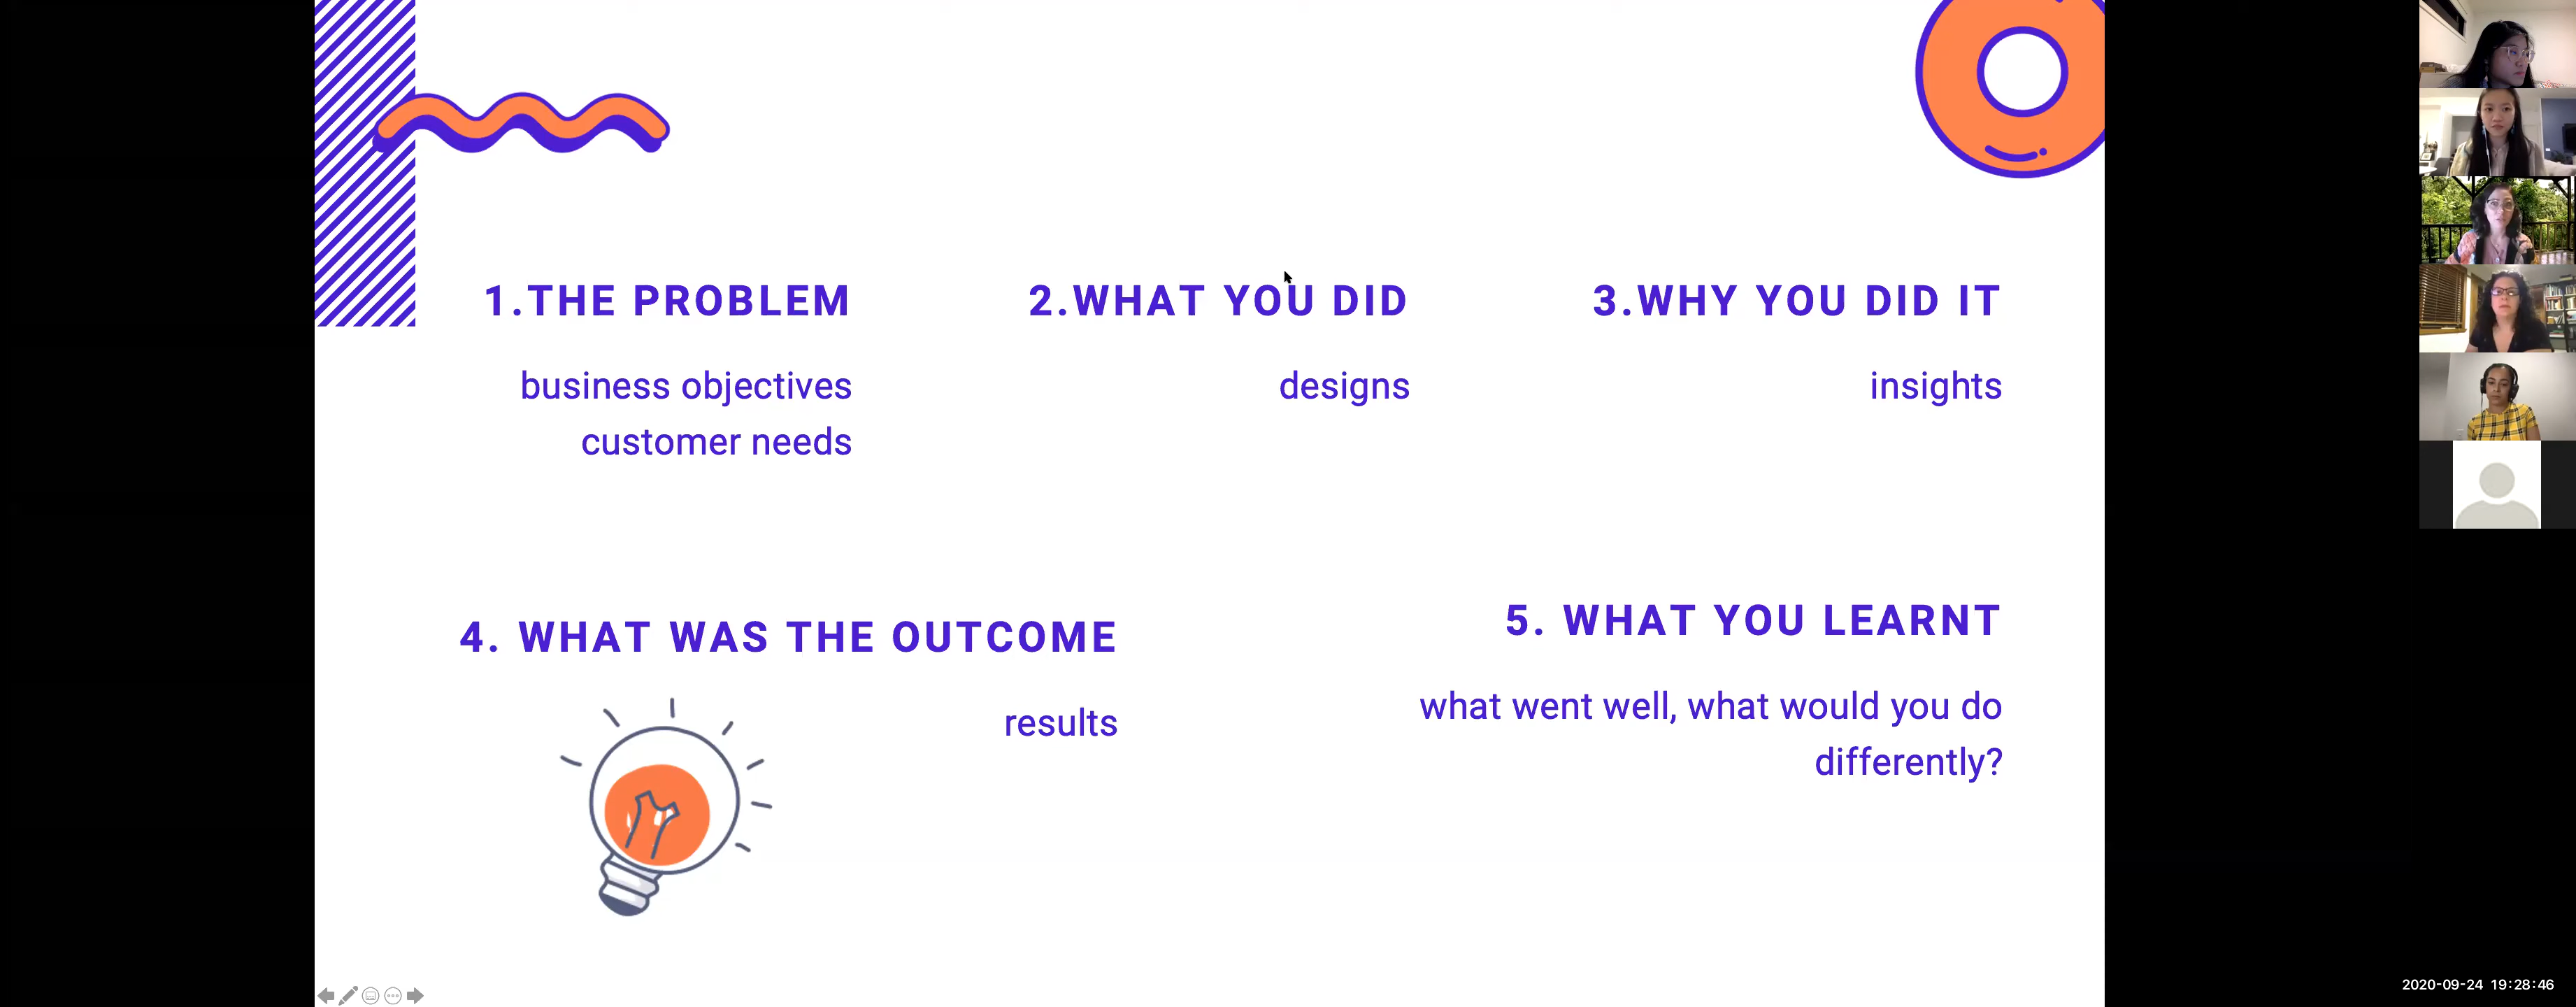 1.THE PROBLEM
business objectives
customer needs
2.WHAT YOU DID
designs
3.WHY YOU DID IT
insights
4. WHAT WAS THE OUTCOME
results
5. WHAT YOU LEARNT
what went well, what would you do
differently?
2020-09-24 19:28:46